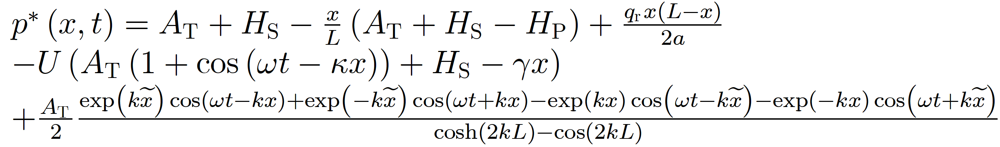 p^* (x, t) = A_T + H_S − \frac{x}{L} (A_T + H_S − H_P) + \frac{q_r x(L−x)}{2a}
−U (A_T (1 + cos (ωt − κx)) + H_S − γx)
+\frac{A_T}{2} \frac{exp(k\widetilde{x}) cos(ωt−kx)+exp(−k\widetilde{x}) cos(ωt+kx)−exp(kx) cos(ωt−k\widetilde{x})−exp(−kx) cos(ωt+k\widetilde{x})}{cosh(2kL)−cos(2kL)}